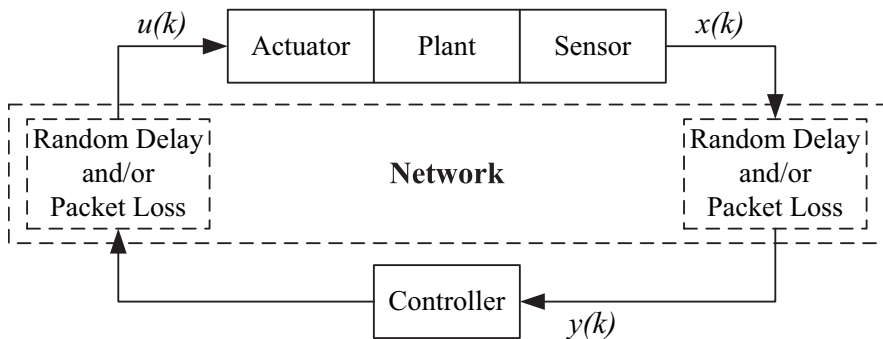 u(k)
Actuator
Plant
Sensor
x(k)
Random Delay
and/or
Packet Loss
Network
Random Delay
and/or
Packet Loss
Controller
y(k)